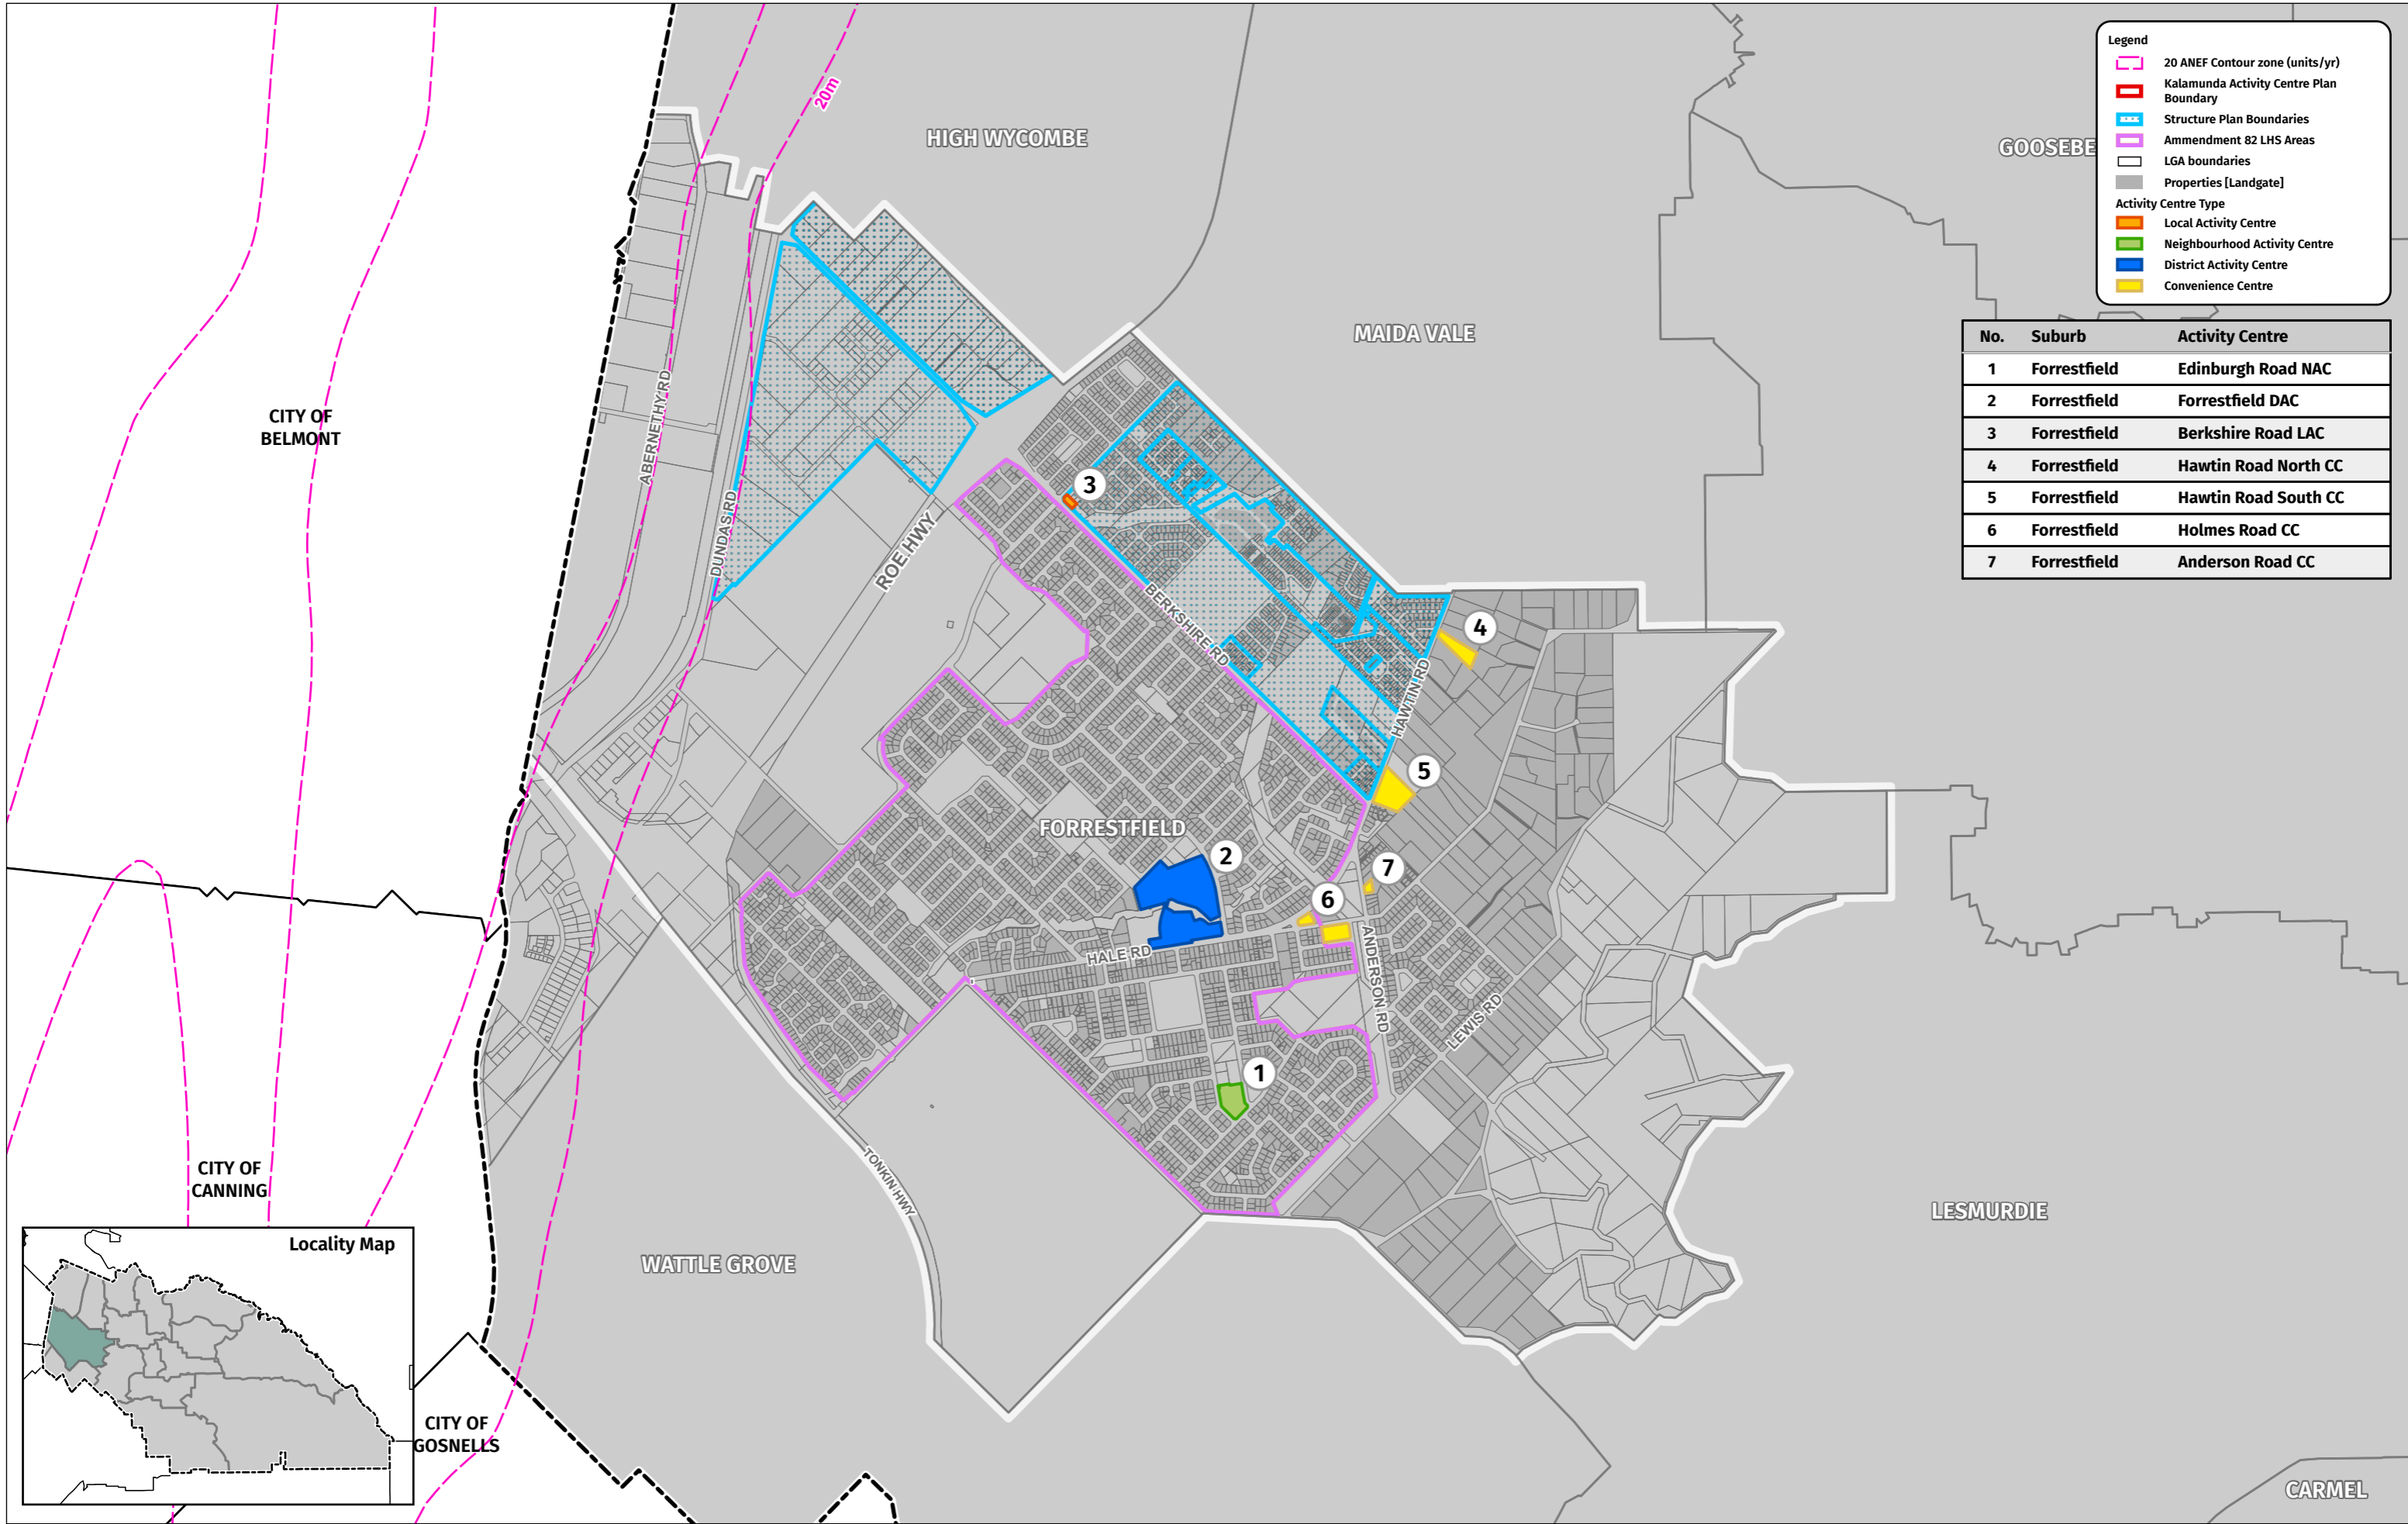 Legend
20 ANEF Contour zone (units/yr)
Kalamunda Activity Centre Plan
Boundary
Structure Plan Boundaries
Ammendment 82 LHS Areas
LGA boundaries
Properties [Landgate]
Activity Centre Type
Local Activity Centre
Neighbourhood Activity Centre
District Activity Centre
Convenience Centre
No. Suburb Activity Centre
1 Forrestfield Edinburgh Road NAC
2 Forrestfield Forrestfield DAC
3 Forrestfield Berkshire Road LAC
4 Forrestfield Hawtin Road North CC
5 Forrestfield Hawtin Road South CC
6 Forrestfield Holmes Road CC
7 Forrestfield Anderson Road CC
20m
HIGH WYCOMBE
GOOSEBE
MAIDA VALE
CITY OF
BELMONT
ABERNETHY RD
DUNDAS RD
ROE HWY
3
BERKSHIRE RD
4
HAWTIN RD
5
FORRESTFIELD
2
7
6
HALE RD
ANDERSON RD
LEWIS RD
1
TONKIN HWY
CITY OF
CANNING
LESMURDIE
WATTLE GROVE
Locality Map
CITY OF
GOSNELLS
CARMEL